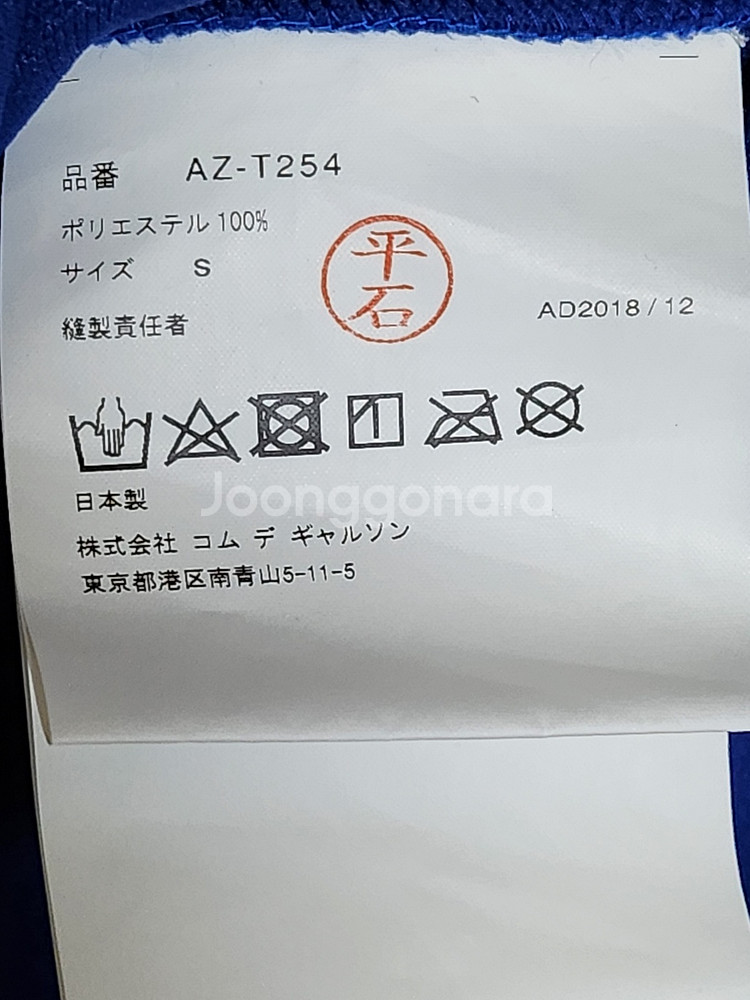 品番 AZ-T254
ポリエステル 100%
サイズ S
平石
縫製責任者
AD2018/12
日本製
Joonggonara
株式会社 コム デ ギャルソン
東京都港区南青山5-11-5